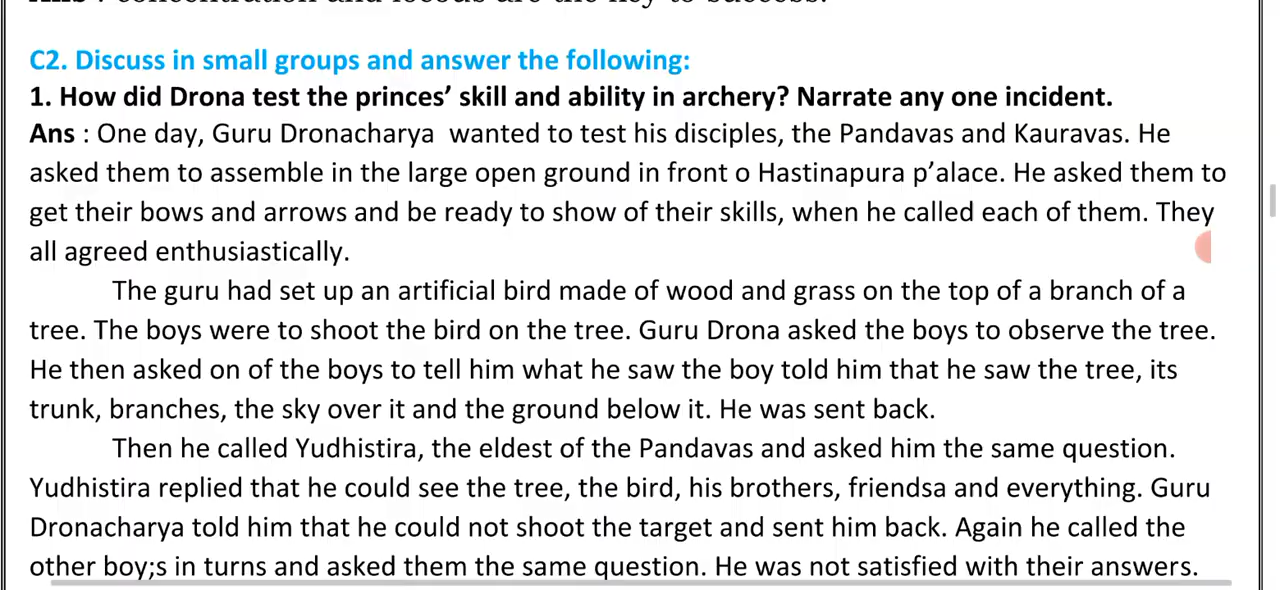 Ans : concentration and focous are the key to success.
C2. Discuss in small groups and answer the following:
1. How did Drona test the princes’ skill and ability in archery? Narrate any one incident.
Ans : One day, Guru Dronacharya wanted to test his disciples, the Pandavas and Kauravas. He
asked them to assemble in the large open ground in front o Hastinapura p’alace. He asked them to
get their bows and arrows and be ready to show of their skills, when he called each of them. They
all agreed enthusiastically.
The guru had set up an artificial bird made of wood and grass on the top of a branch of a
tree. The boys were to shoot the bird on the tree. Guru Drona asked the boys to observe the tree.
He then asked on of the boys to tell him what he saw the boy told him that he saw the tree, its
trunk, branches, the sky over it and the ground below it. He was sent back.
Then he called Yudhistira, the eldest of the Pandavas and asked him the same question.
Yudhistira replied that he could see the tree, the bird, his brothers, friendsa and everything. Guru
Dronacharya told him that he could not shoot the target and sent him back. Again he called the
other boy;s in turns and asked them the same question. He was not satisfied with their answers.